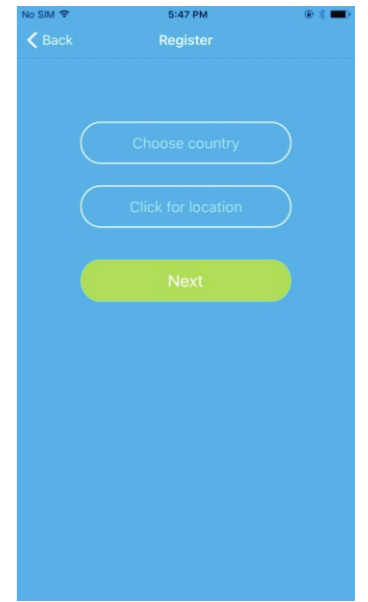 No SIM 5:47 PM
Back Register
Choose country
Click for location
Next